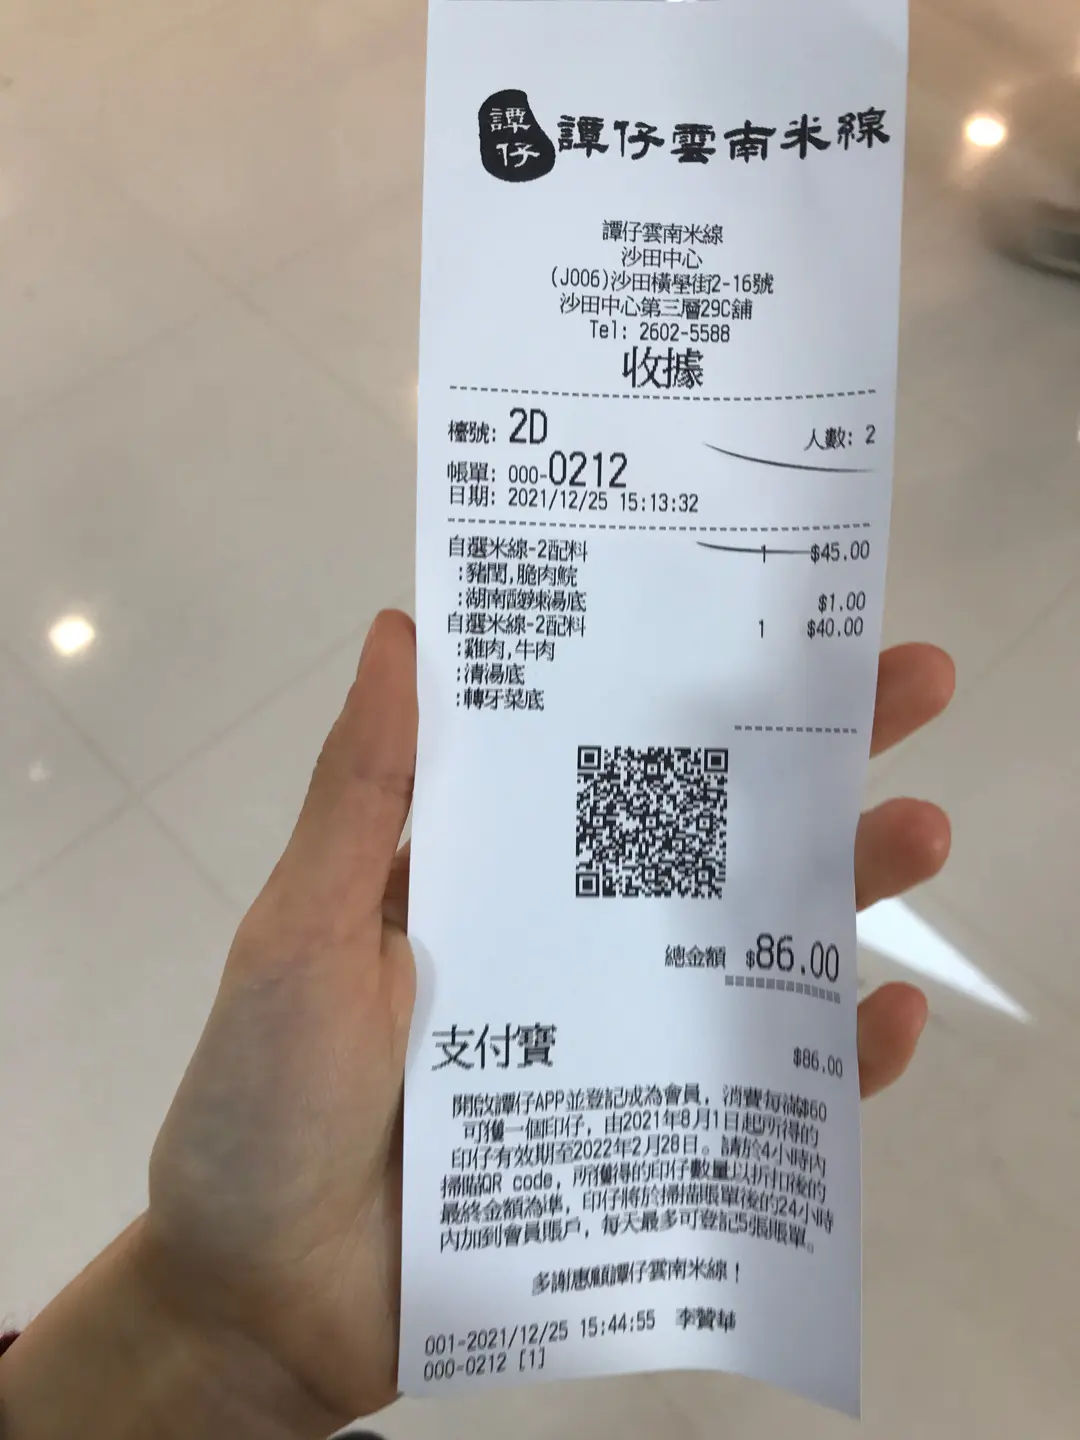 譚仔
譚仔雲南米線
譚仔雲南米線
沙田中心
(J006)沙田橫壆街2-16號
沙田中心第三層29C舖
Tel: 2602-5588
收據
檯號: 2D 人數: 2
帳單: 000-0212
日期: 2021/12/25 15:13:32
自選米線-2配料 1 $45.00
:豬閏,脆肉鯇
:湖南酸辣湯底 $1.00
自選米線-2配料 1 $40.00
:雞肉,牛肉
:清湯底
:轉牙菜底
總金額 $86.00
支付寶 $86.00
開啟譚仔APP並登記成為會員，消費每滿$60
可獲一個印仔，由2021年8月1日起所得的
印仔有效期至2022年2月28日。請於4小時內
掃瞄QR code，所獲得的印仔數量以折扣後的
最終金額為準，印仔將於掃描賬單後的24小時
內加到會員賬戶，每天最多可登記5張賬單。
多謝惠顧譚仔雲南米線！
001-2021/12/25 15:44:55 李贊華
000-0212 [1]